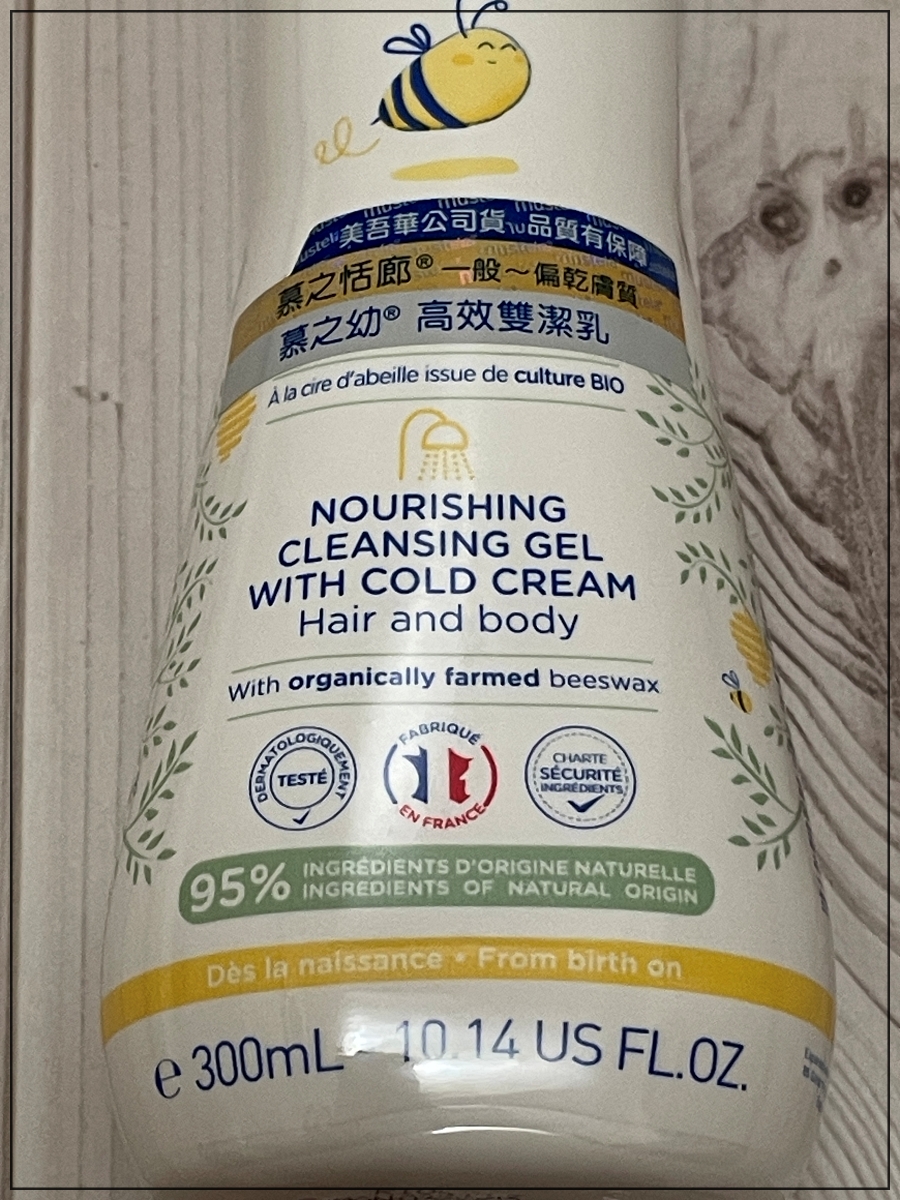 美吾華公司貨、品質有保障
慕之恬廊® 一般~偏乾膚質
慕之幼® 高效雙潔乳
À la cire d'abeille issue de culture BIO
NOURISHING
CLEANSING GEL
WITH COLD CREAM
Hair and body
With organically farmed beeswax
DERMATOLOGIQUEMENT
TESTÉ
FABRIQUÉ
EN FRANCE
CHARTE
SÉCURITÉ
INGRÉDIENTS
95% INGRÉDIENTS D'ORIGINE NATURELLE
INGREDIENTS OF NATURAL ORIGIN
Dès la naissance • From birth on
e 300mL - 10.14 US FL.OZ.